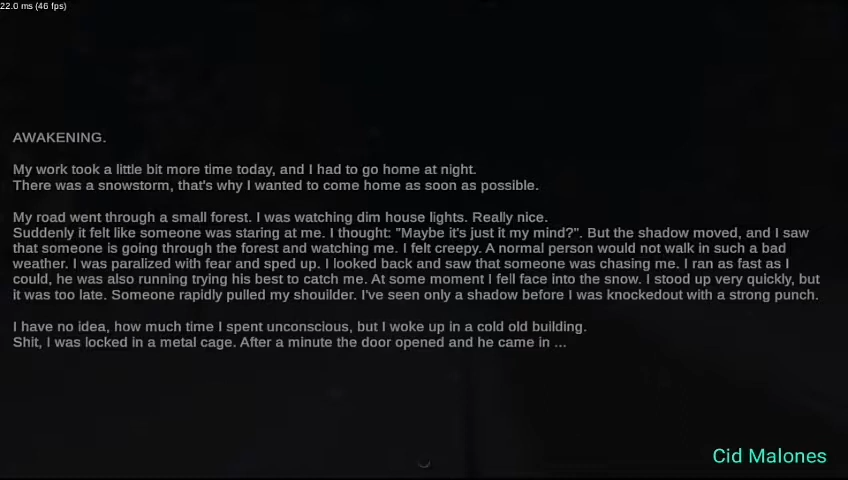 22.0 ms (46 fps)
AWAKENING.
My work took a little bit more time today, and I had to go home at night.
There was a snowstorm, that's why I wanted to come home as soon as possible.
My road went through a small forest. I was watching dim house lights. Really nice.
Suddenly it felt like someone was staring at me. I thought: "Maybe it's just it my mind?". But the shadow moved, and I saw
that someone is going through the forest and watching me. I felt creepy. A normal person would not walk in such a bad
weather. I was paralized with fear and sped up. I looked back and saw that someone was chasing me. I ran as fast as I
could, he was also running trying his best to catch me. At some moment I fell face into the snow. I stood up very quickly, but
it was too late. Someone rapidly pulled my shouilder. I've seen only a shadow before I was knockedout with a strong punch.
I have no idea, how much time I spent unconscious, but I woke up in a cold old building.
Shit, I was locked in a metal cage. After a minute the door opened and he came in ...
Cid Malones